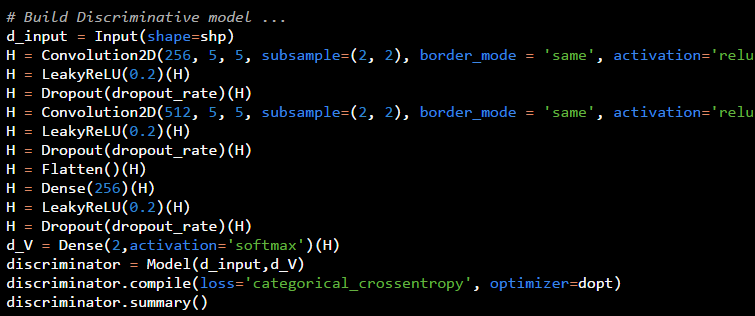 # Build Discriminative model ...
d_input = Input(shape=shp)
H = Convolution2D(256, 5, 5, subsample=(2, 2), border_mode = 'same', activation='relu
H = LeakyReLU(0.2)(H)
H = Dropout(dropout_rate)(H)
H = Convolution2D(512, 5, 5, subsample=(2, 2), border_mode = 'same', activation='relu
H = LeakyReLU(0.2)(H)
H = Dropout(dropout_rate)(H)
H = Flatten()(H)
H = Dense(256)(H)
H = LeakyReLU(0.2)(H)
H = Dropout(dropout_rate)(H)
d_V = Dense(2,activation='softmax')(H)
discriminator = Model(d_input,d_V)
discriminator.compile(loss='categorical_crossentropy', optimizer=dopt)
discriminator.summary()